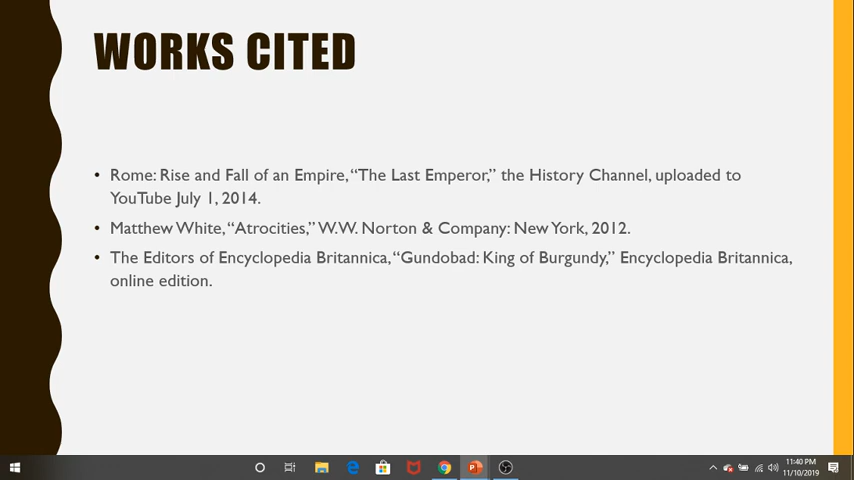 WORKS CITED
• Rome: Rise and Fall of an Empire, “The Last Emperor,” the History Channel, uploaded to
YouTube July 1, 2014.
• Matthew White, “Atrocities,” W.W. Norton & Company: New York, 2012.
• The Editors of Encyclopedia Britannica, “Gundobad: King of Burgundy,” Encyclopedia Britannica,
online edition.
11:40 PM
11/10/2019